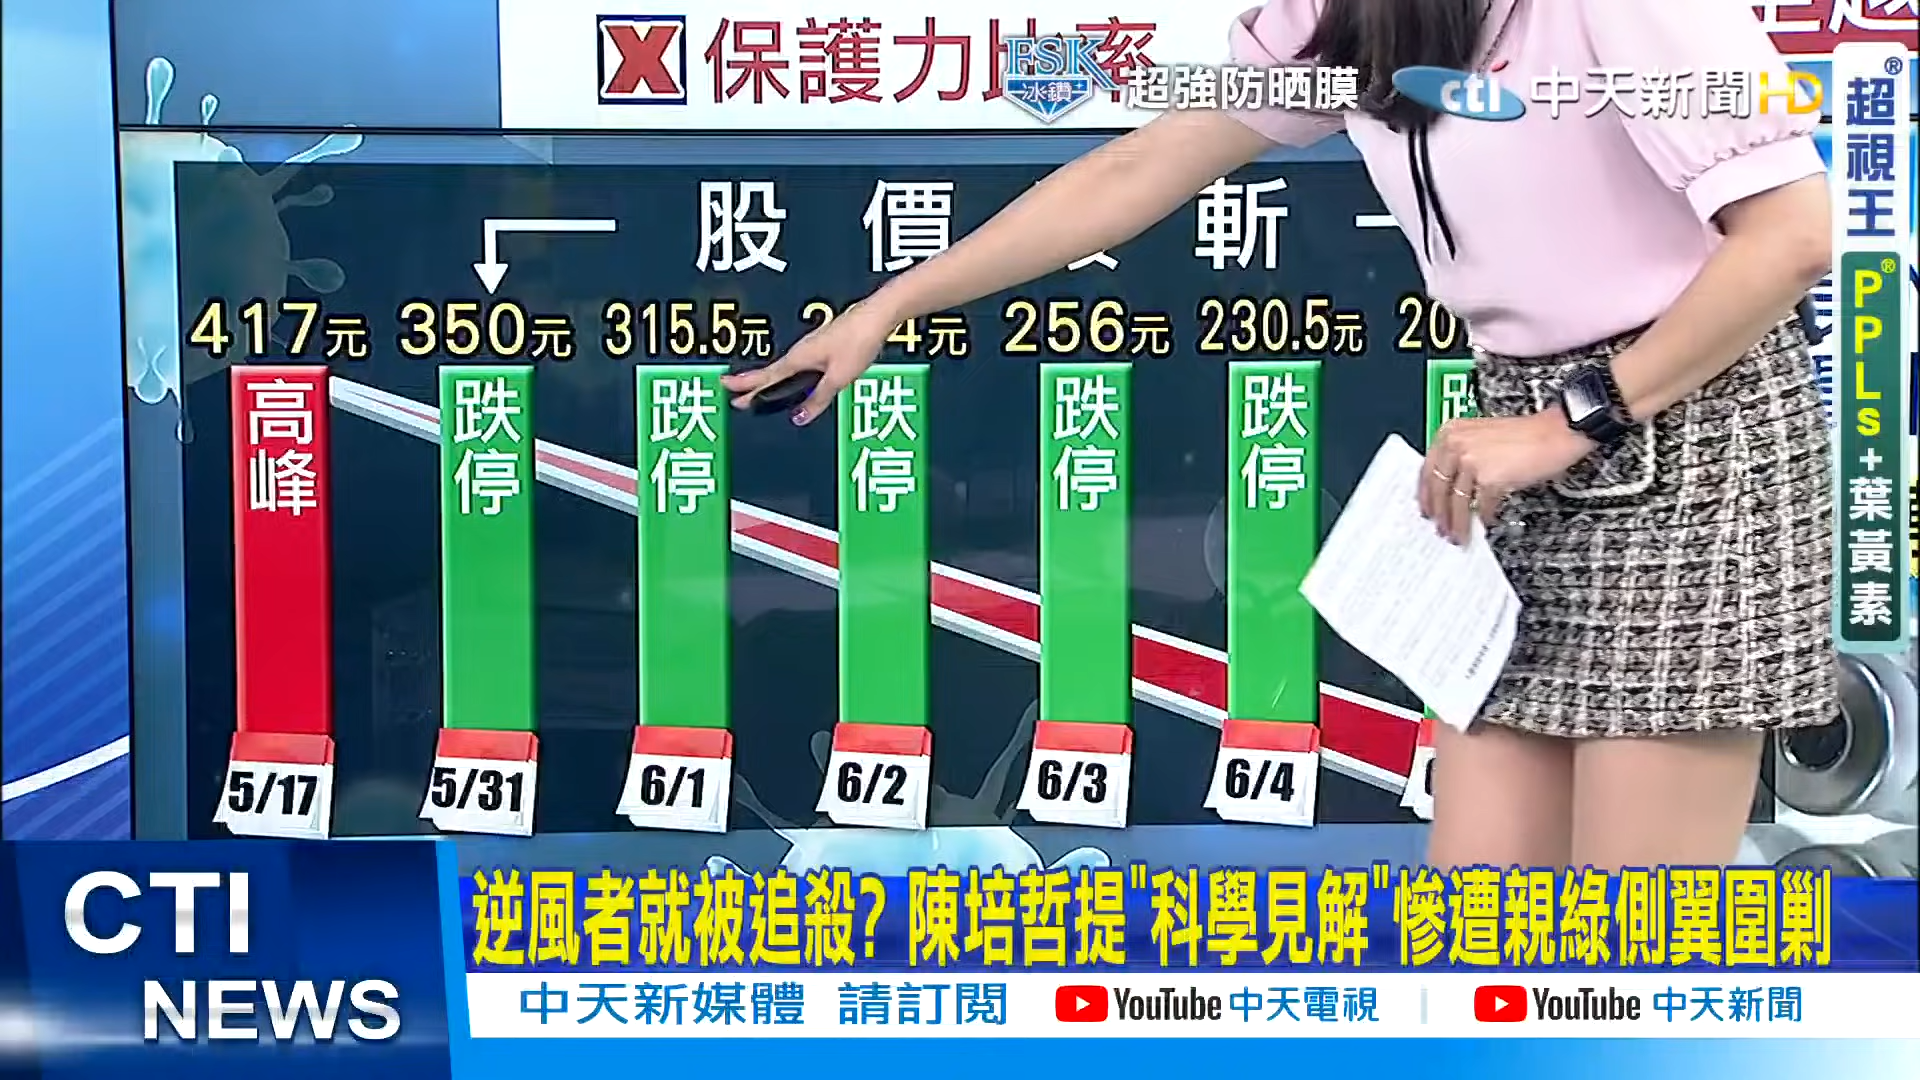 X 保護力比率
FSK 冰鑽 超強防晒膜
cti 中天新聞HD
超視王®
PPLs®+葉黃素
股價 斬
417元 350元 315.5元 元 256元 230.5元
高峰 跌停 跌停 跌停 跌停 跌停
5/17 5/31 6/1 6/2 6/3 6/4
CTI NEWS
逆風者就被追殺? 陳培哲提"科學見解"慘遭親綠側翼圍剿
中天新媒體 請訂閱 YouTube 中天電視 | YouTube 中天新聞